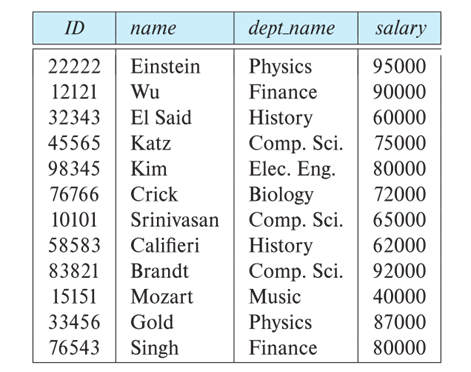 ID name dept_name salary
22222 Einstein Physics 95000
12121 Wu Finance 90000
32343 El Said History 60000
45565 Katz Comp. Sci. 75000
98345 Kim Elec. Eng. 80000
76766 Crick Biology 72000
10101 Srinivasan Comp. Sci. 65000
58583 Califieri History 62000
83821 Brandt Comp. Sci. 92000
15151 Mozart Music 40000
33456 Gold Physics 87000
76543 Singh Finance 80000